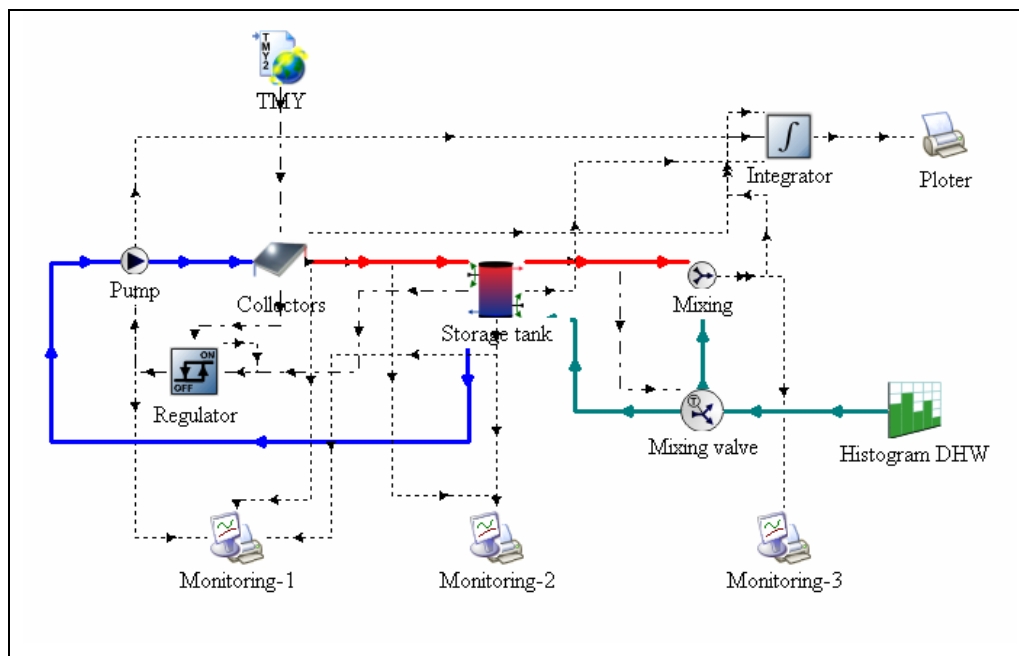 TMY2
TMY
Integrator
Ploter
Pump
Collectors
Storage tank
Mixing
ON
OFF
Regulator
T
Mixing valve
Histogram DHW
Monitoring-1
Monitoring-2
Monitoring-3